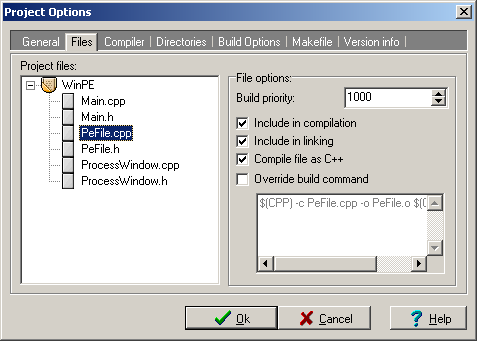 Project Options
General Files Compiler Directories Build Options Makefile Version info
Project files:
WinPE
Main.cpp
Main.h
PeFile.cpp
PeFile.h
ProcessWindow.cpp
ProcessWindow.h
File options:
Build priority: 1000
Include in compilation
Include in linking
Compile file as C++
Override build command
$(CPP) -c PeFile.cpp -o PeFile.o $(
Ok Cancel Help